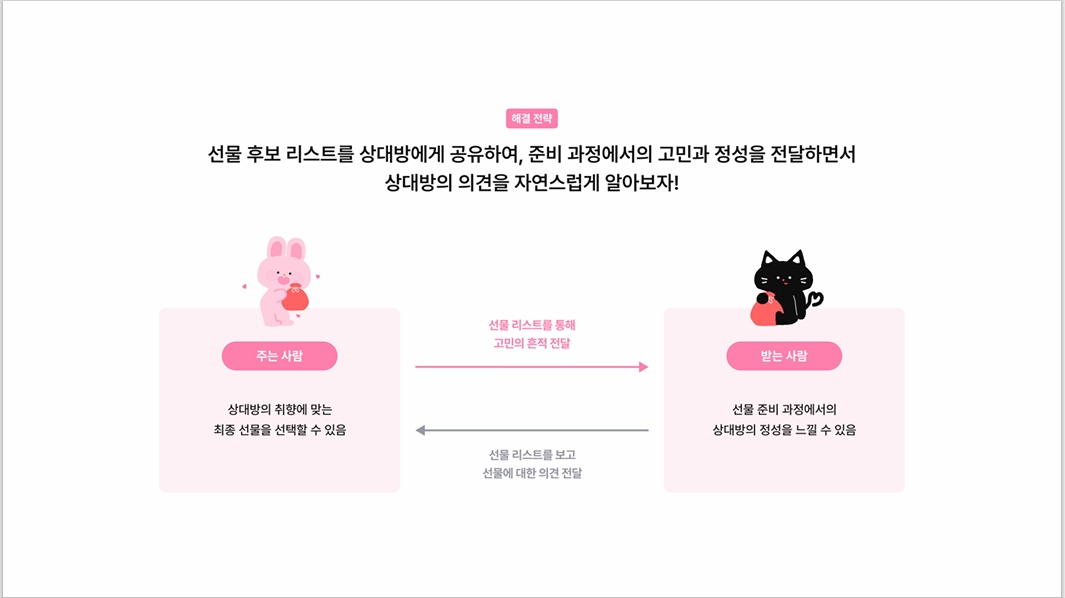 해결 전략
선물 후보 리스트를 상대방에게 공유하여, 준비 과정에서의 고민과 정성을 전달하면서
상대방의 의견을 자연스럽게 알아보자!
주는 사람
상대방의 취향에 맞는
최종 선물을 선택할 수 있음
선물 리스트를 통해
고민의 흔적 전달
선물 리스트를 보고
선물에 대한 의견 전달
받는 사람
선물 준비 과정에서의
상대방의 정성을 느낄 수 있음